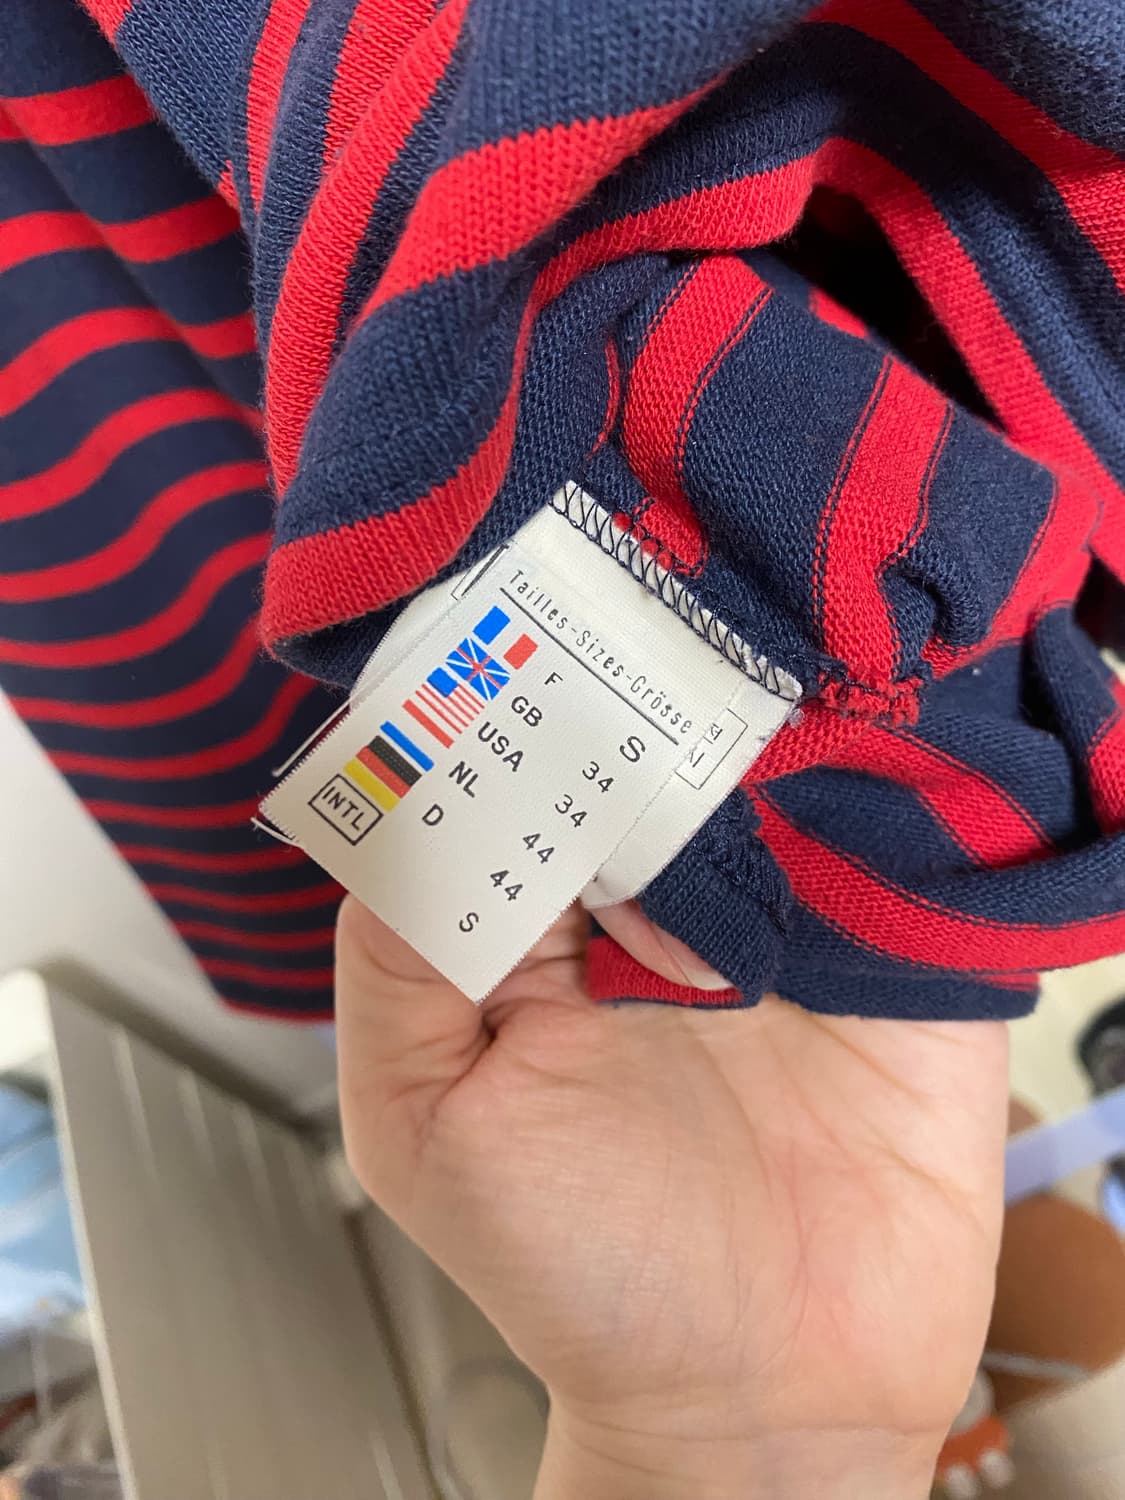 Tailles-Sizes-Grösse
F S
GB 34
USA 34
NL 44
D 44
INTL S